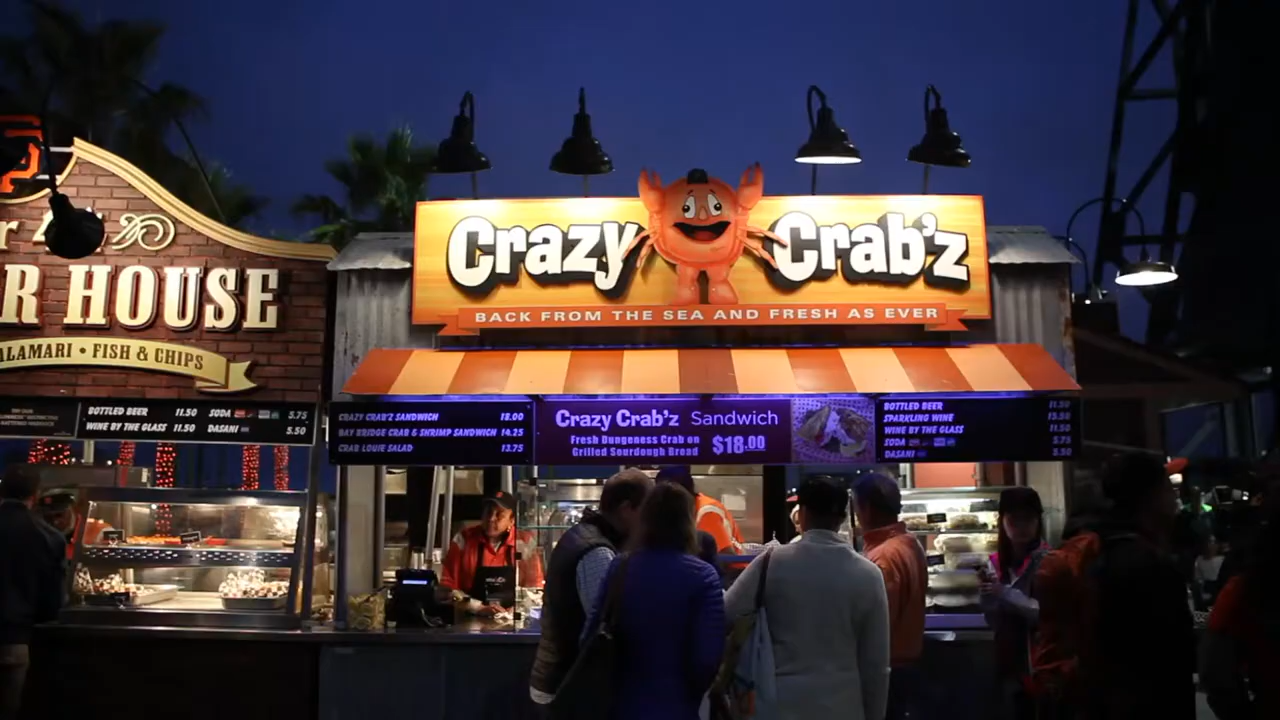 HOUSE
CALAMARI • FISH & CHIPS
BOTTLED BEER 11.50
WINE BY THE GLASS 11.50
SODA 5.75
DASANI 5.50
Crazy Crab'z
BACK FROM THE SEA AND FRESH AS EVER
CRAZY CRAB'Z SANDWICH 18.00
BAY BRIDGE CRAB & SHRIMP SANDWICH 14.25
CRAB LOUIE SALAD 13.75
Crazy Crab'z Sandwich
Fresh Dungeness Crab on
Grilled Sourdough Bread $18.00
BOTTLED BEER 11.50
SPARKLING WINE
WINE BY THE GLASS 11.50
SODA 5.75
DASANI 5.50